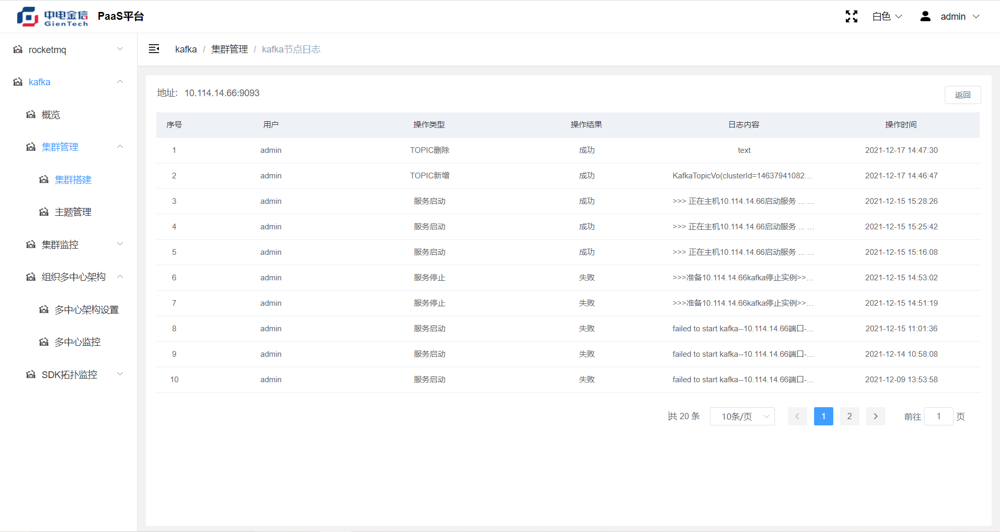 中电金信 GienTech PaaS平台 白色 admin
rocketmq
kafka
概览
集群管理
集群搭建
主题管理
集群监控
组织多中心架构
多中心架构设置
多中心监控
SDK拓扑监控
kafka / 集群管理 / kafka节点日志
地址: 10.114.14.66:9093 返回
序号 用户 操作类型 操作结果 日志内容 操作时间
1 admin TOPIC删除 成功 text 2021-12-17 14:47:30
2 admin TOPIC新增 成功 KafkaTopicVo(clusterId=14637941082... 2021-12-17 14:46:47
3 admin 服务启动 成功 >>> 正在主机10.114.14.66启动服务 ... ... 2021-12-15 15:28:26
4 admin 服务启动 成功 >>> 正在主机10.114.14.66启动服务 ... ... 2021-12-15 15:25:42
5 admin 服务启动 成功 >>> 正在主机10.114.14.66启动服务 ... ... 2021-12-15 15:16:08
6 admin 服务停止 失败 >>>准备10.114.14.66kafka停止实例>>... 2021-12-15 14:53:02
7 admin 服务停止 失败 >>>准备10.114.14.66kafka停止实例>>... 2021-12-15 14:51:19
8 admin 服务启动 失败 failed to start kafka--10.114.14.66端口-... 2021-12-15 11:01:36
9 admin 服务启动 失败 failed to start kafka--10.114.14.66端口-... 2021-12-14 10:58:08
10 admin 服务启动 失败 failed to start kafka--10.114.14.66端口-... 2021-12-09 13:53:58
共 20 条 10条/页 1 2 前往 1 页